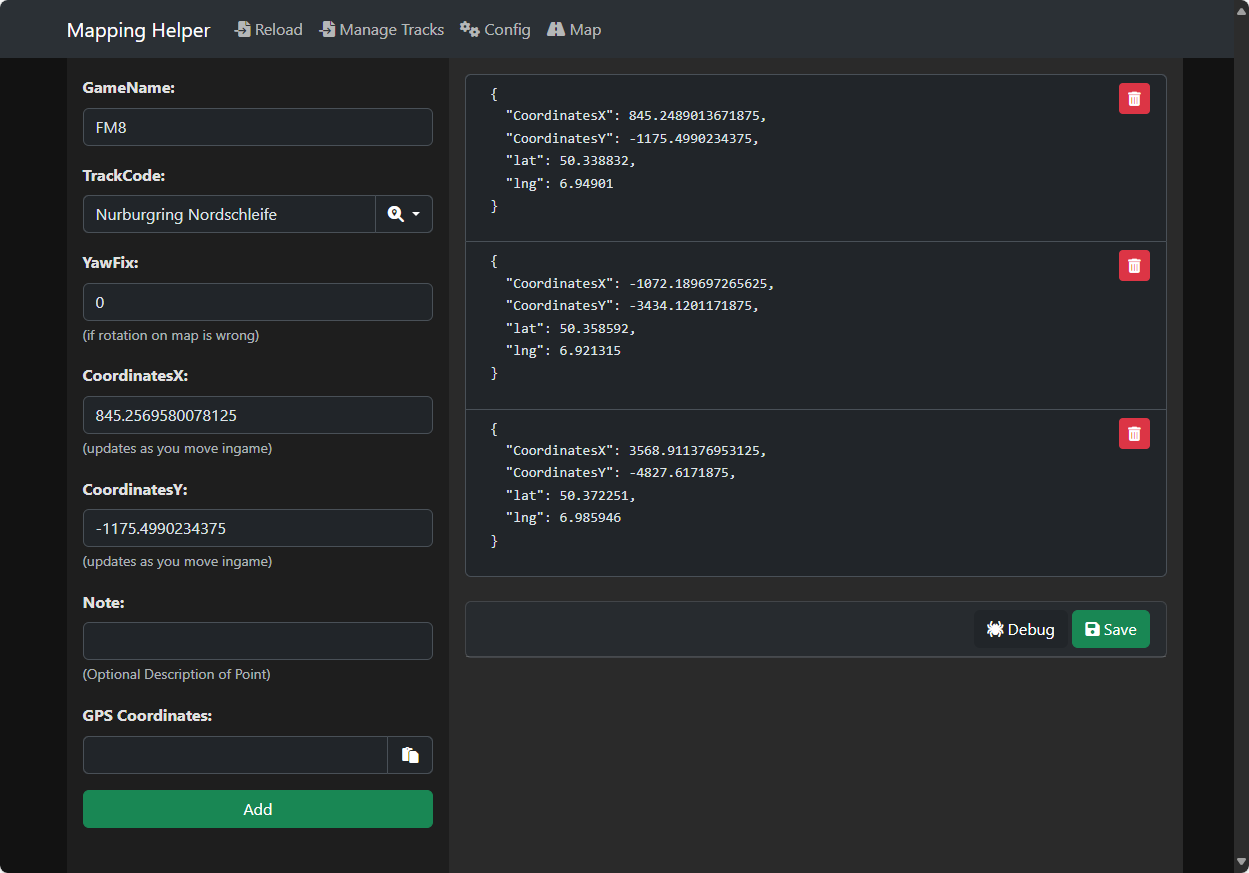 Mapping Helper Reload Manage Tracks Config Map
GameName:
FM8
TrackCode:
Nurburgring Nordschleife
YawFix:
0
(if rotation on map is wrong)
CoordinatesX:
845.2569580078125
(updates as you move ingame)
CoordinatesY:
-1175.4990234375
(updates as you move ingame)
Note:
(Optional Description of Point)
GPS Coordinates:
Add
{
"CoordinatesX": 845.2489013671875,
"CoordinatesY": -1175.4990234375,
"lat": 50.338832,
"lng": 6.94901
}
{
"CoordinatesX": -1072.189697265625,
"CoordinatesY": -3434.1201171875,
"lat": 50.358592,
"lng": 6.921315
}
{
"CoordinatesX": 3568.911376953125,
"CoordinatesY": -4827.6171875,
"lat": 50.372251,
"lng": 6.985946
}
Debug Save